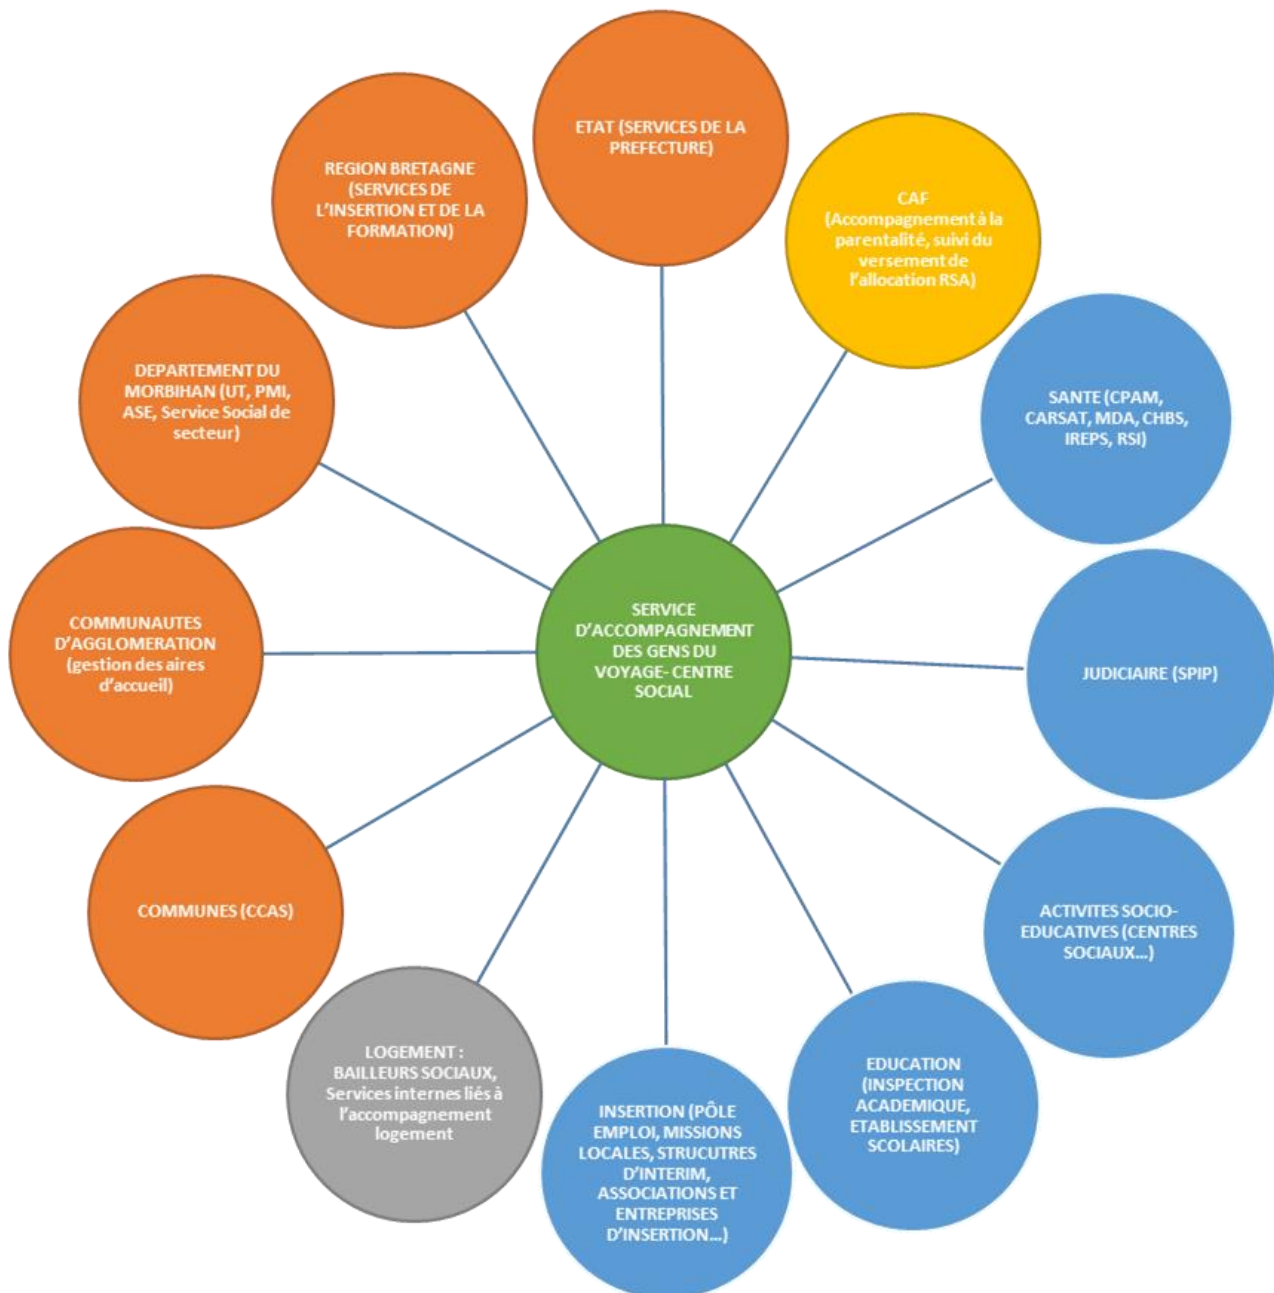 ETAT (SERVICES DE LA
PREFECTURE)
CAF
(Accompagnement à la
parentalité, suivi du
versement de
l'allocation RSA)
SANTE (CPAM,
CARSAT, MDA, CHBS,
IREPS, RSI)
JUDICIAIRE (SPIP)
ACTIVITES SOCIO-
EDUCATIVES (CENTRES
SOCIAUX...)
EDUCATION
(INSPECTION
ACADEMIQUE,
ETABLISSEMENT
SCOLAIRES)
INSERTION (PÔLE
EMPLOI, MISSIONS
LOCALES, STRUCUTRES
D'INTERIM,
ASSOCIATIONS ET
ENTREPRISES
D'INSERTION...)
LOGEMENT :
BAILLEURS SOCIAUX,
Services internes liés à
l'accompagnement
logement
COMMUNES (CCAS)
COMMUNAUTES
D'AGGLOMERATION
(gestion des aires
d'accueil)
DEPARTEMENT DU
MORBIHAN (UT, PMI,
ASE, Service Social de
secteur)
REGION BRETAGNE
(SERVICES DE
L'INSERTION ET DE LA
FORMATION)
SERVICE
D'ACCOMPAGNEMENT
DES GENS DU
VOYAGE- CENTRE
SOCIAL